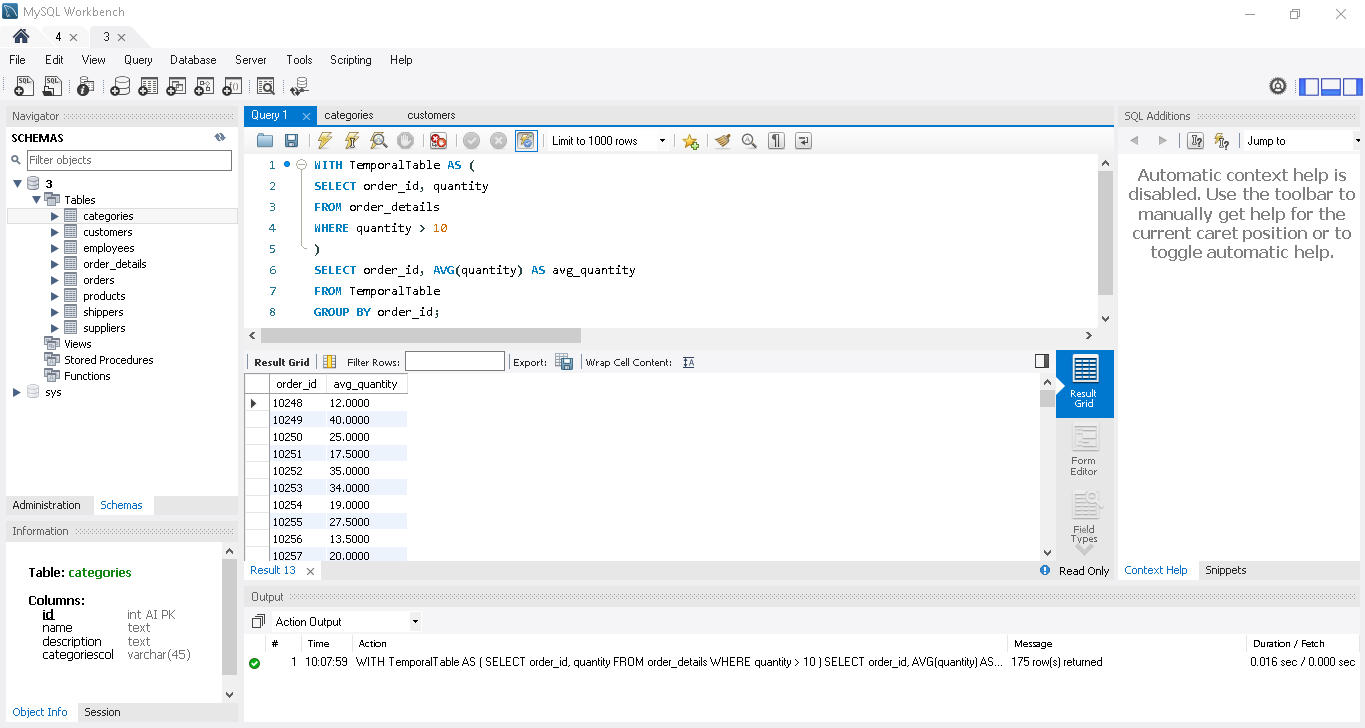 MySQL Workbench
4 × 3 ×
File Edit View Query Database Server Tools Scripting Help
Navigator
SCHEMAS
Filter objects
3
Tables
categories
customers
employees
order_details
orders
products
shippers
suppliers
Views
Stored Procedures
Functions
sys
Administration Schemas
Information
Table: categories
Columns:
id int AI PK
name text
description text
categoriescol varchar(45)
Object Info Session
Query 1 × categories customers
Limit to 1000 rows
1 WITH TemporalTable AS (
2 SELECT order_id, quantity
3 FROM order_details
4 WHERE quantity > 10
5 )
6 SELECT order_id, AVG(quantity) AS avg_quantity
7 FROM TemporalTable
8 GROUP BY order_id;
Result Grid Filter Rows: Export: Wrap Cell Content:
order_id avg_quantity
10248 12.0000
10249 40.0000
10250 25.0000
10251 17.5000
10252 35.0000
10253 34.0000
10254 19.0000
10255 27.5000
10256 13.5000
10257 20.0000
Result
Grid
Form
Editor
Field
Types
Result 13 × Read Only
SQL Additions
Jump to
Automatic context help is
disabled. Use the toolbar to
manually get help for the
current caret position or to
toggle automatic help.
Context Help Snippets
Output
Action Output
# Time Action Message Duration / Fetch
1 10:07:59 WITH TemporalTable AS ( SELECT order_id, quantity FROM order_details WHERE quantity > 10 ) SELECT order_id, AVG(quantity) AS... 175 row(s) returned 0.016 sec / 0.000 sec